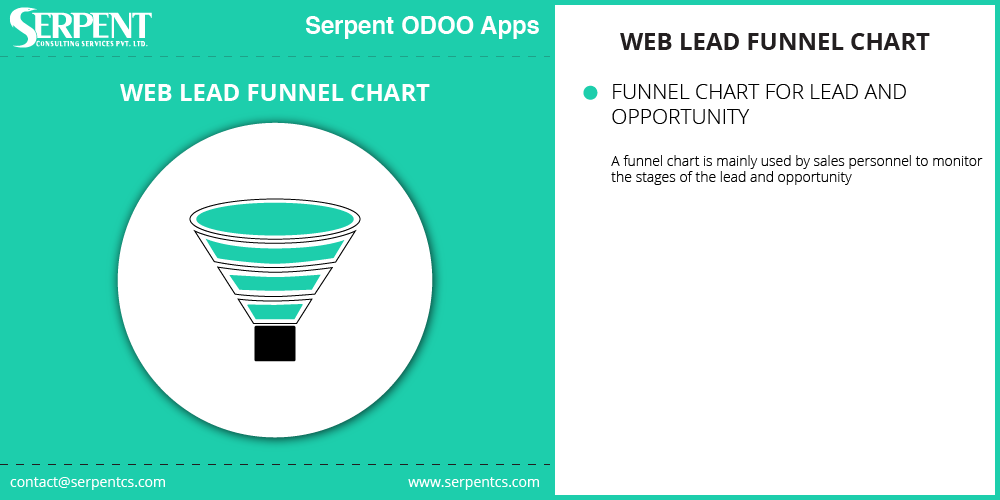 SERPENT
CONSULTING SERVICES PVT. LTD.
Serpent ODOO Apps
WEB LEAD FUNNEL CHART
contact@serpentcs.com
www.serpentcs.com
WEB LEAD FUNNEL CHART
FUNNEL CHART FOR LEAD AND
OPPORTUNITY
A funnel chart is mainly used by sales personnel to monitor
the stages of the lead and opportunity